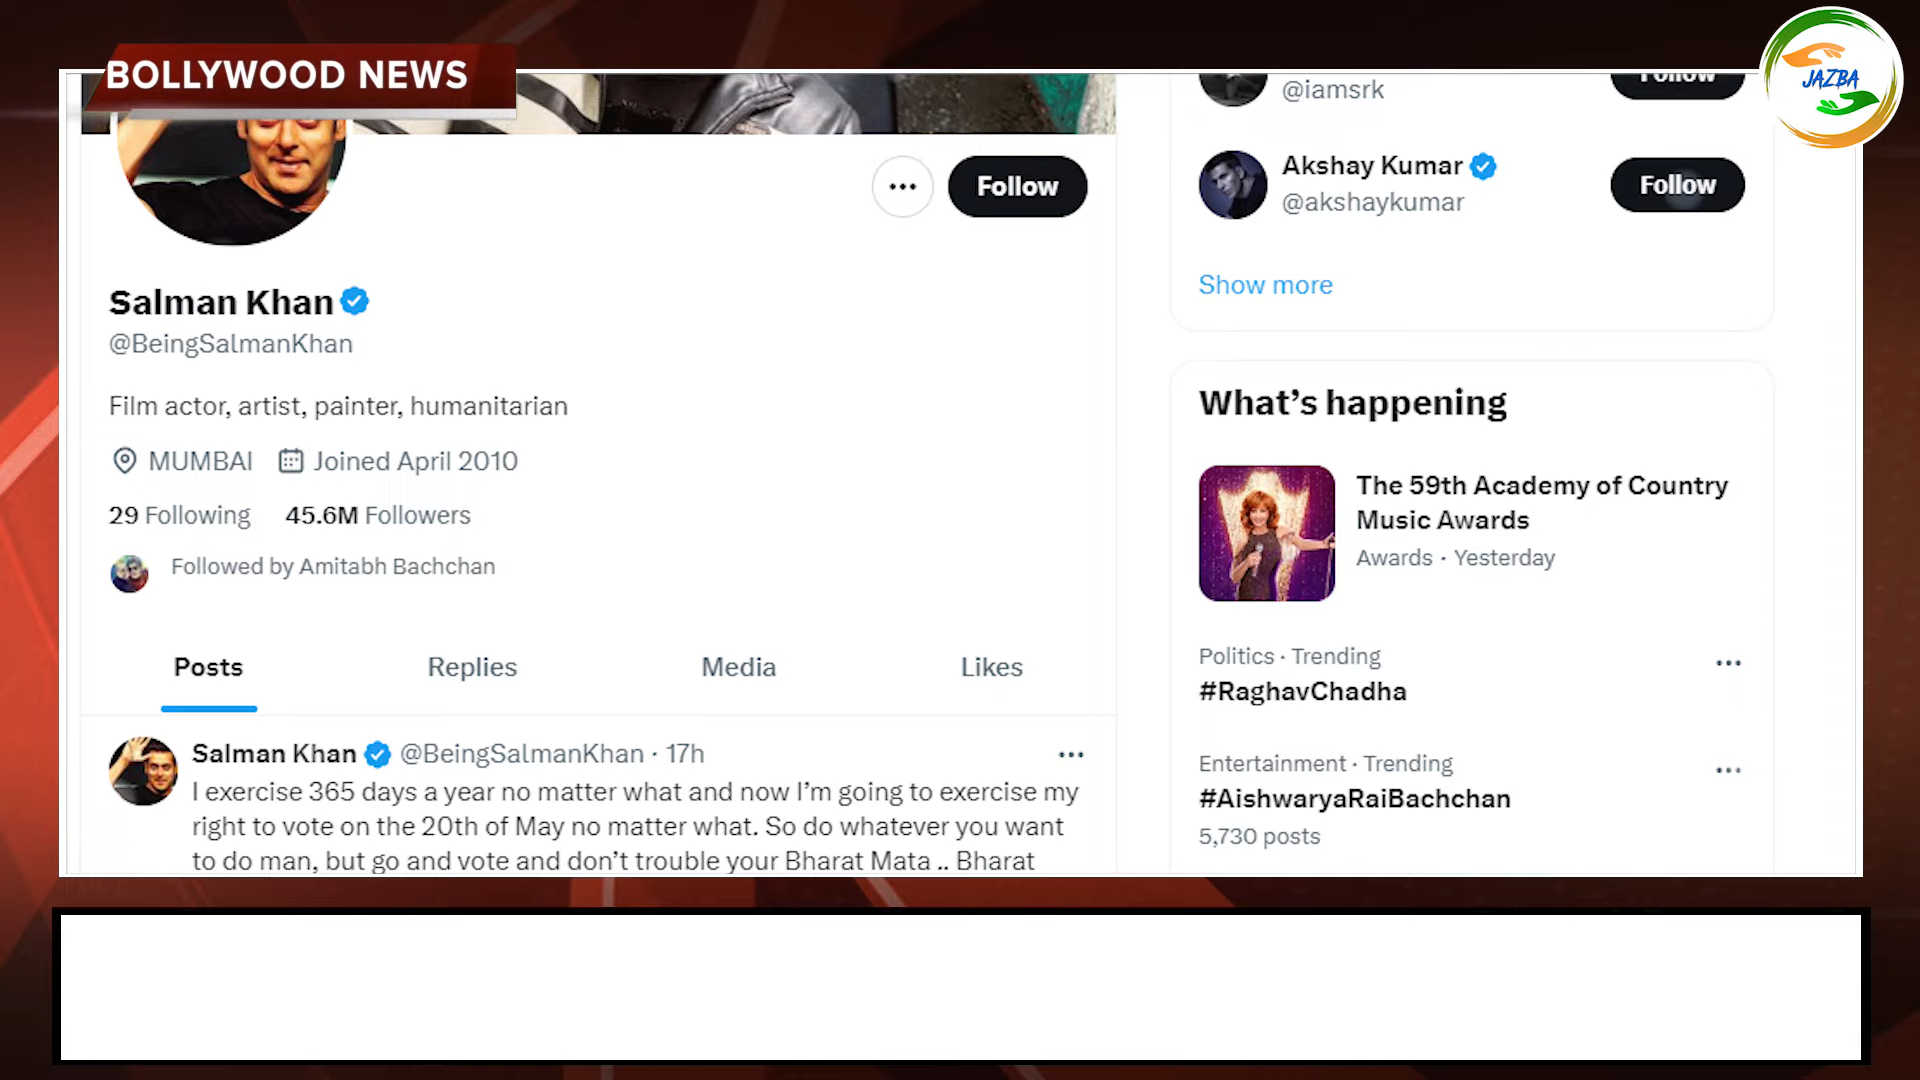 BOLLYWOOD NEWS
JAZBA
Follow
Salman Khan
@BeingSalmanKhan
Film actor, artist, painter, humanitarian
MUMBAI Joined April 2010
29 Following 45.6M Followers
Followed by Amitabh Bachchan
Posts Replies Media Likes
Salman Khan @BeingSalmanKhan · 17h
I exercise 365 days a year no matter what and now I’m going to exercise my
right to vote on the 20th of May no matter what. So do whatever you want
to do man, but go and vote and don’t trouble your Bharat Mata .. Bharat
@iamsrk
Follow
Akshay Kumar
@akshaykumar
Follow
Show more
What’s happening
The 59th Academy of Country
Music Awards
Awards · Yesterday
Politics · Trending
#RaghavChadha
Entertainment · Trending
#AishwaryaRaiBachchan
5,730 posts